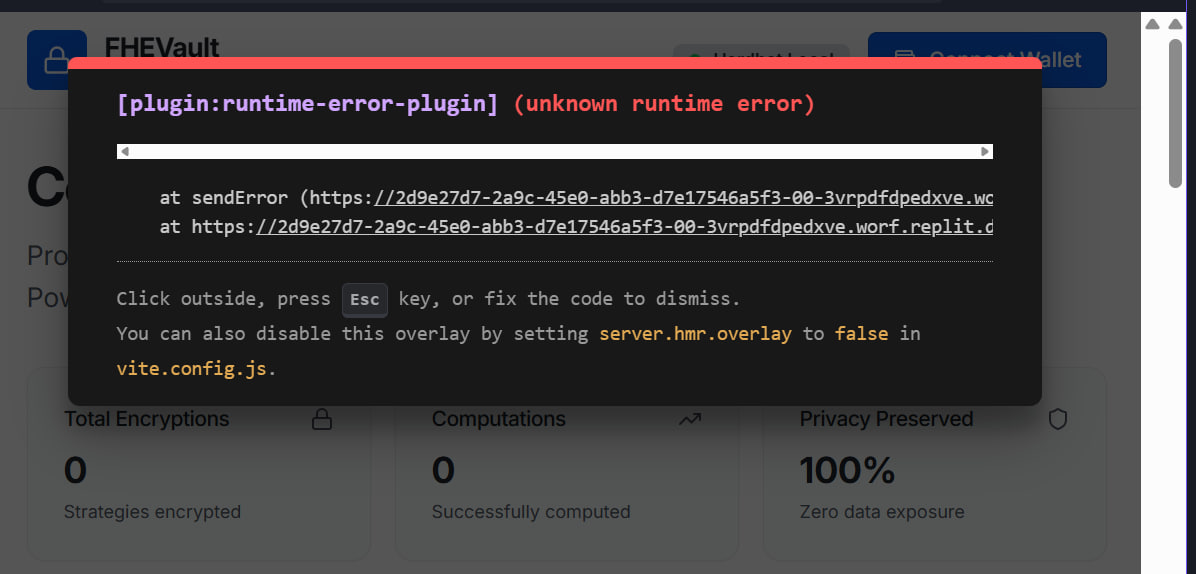 FHEVault
Hardhat Local
Connect Wallet
[plugin:runtime-error-plugin] (unknown runtime error)
at sendError (https://2d9e27d7-2a9c-45e0-abb3-d7e17546a5f3-00-3vrpdfdpedxve.wo
at https://2d9e27d7-2a9c-45e0-abb3-d7e17546a5f3-00-3vrpdfdpedxve.worf.replit.d
Pro
Click outside, press Esc key, or fix the code to dismiss.
Pow
You can also disable this overlay by setting server.hmr.overlay to false in
vite.config.js.
Total Encryptions
Computations
Privacy Preserved
0
0
100%
Strategies encrypted
Successfully computed
Zero data exposure